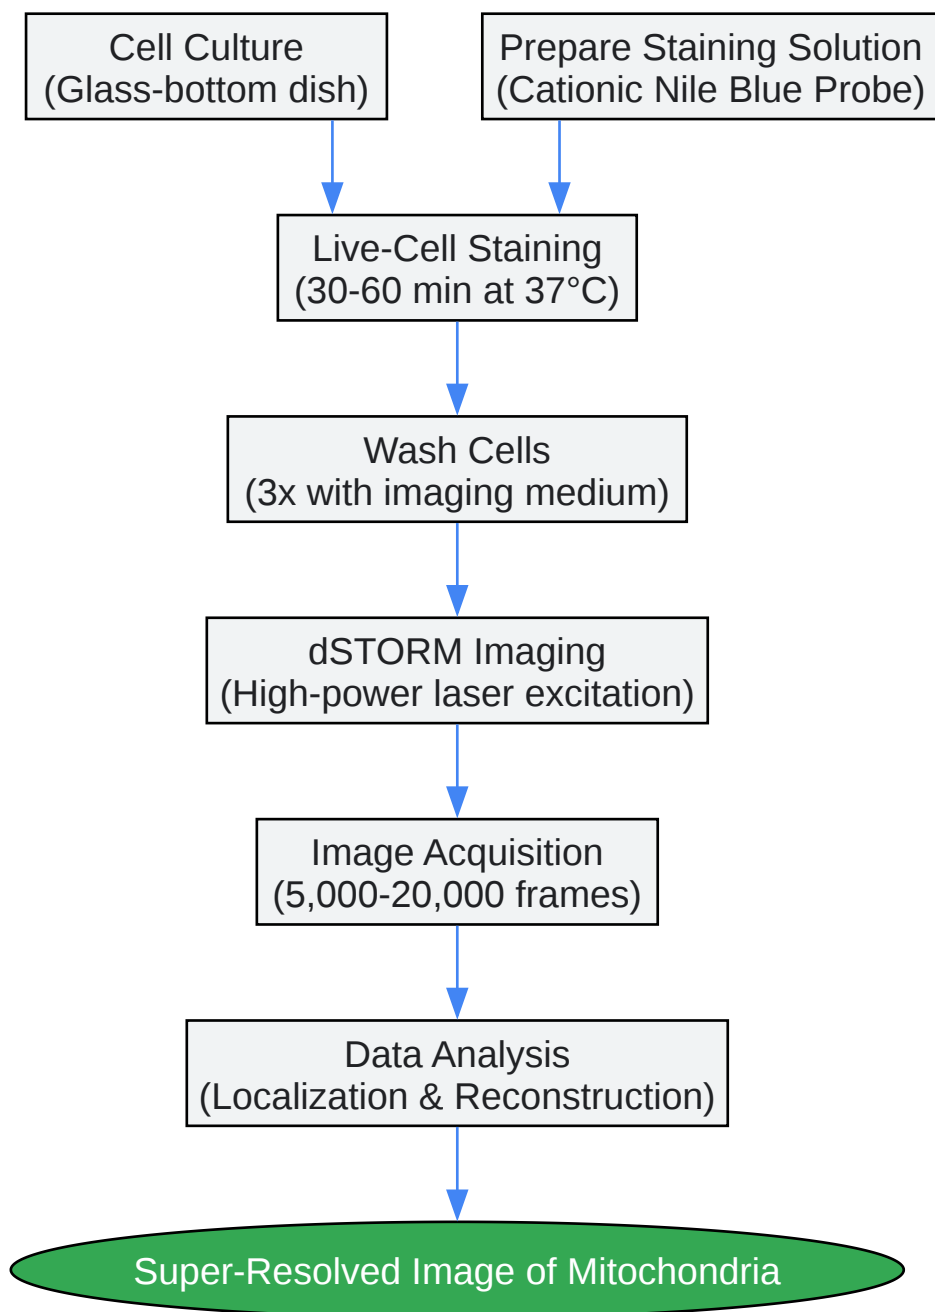 Cell Culture
(Glass-bottom dish)
Prepare Staining Solution
(Cationic Nile Blue Probe)
Live-Cell Staining
(30-60 min at 37°C)
Wash Cells
(3x with imaging medium)
dSTORM Imaging
(High-power laser excitation)
Image Acquisition
(5,000-20,000 frames)
Data Analysis
(Localization & Reconstruction)
Super-Resolved Image of Mitochondria